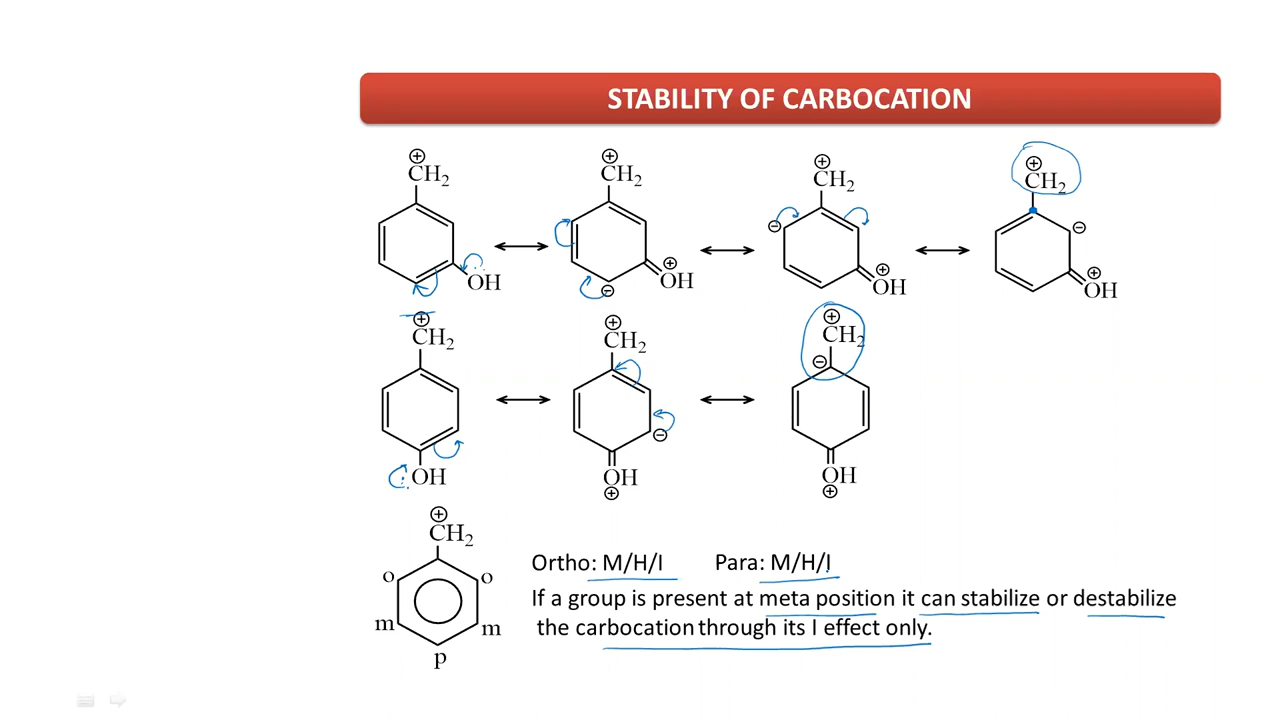 STABILITY OF CARBOCATION
⊕ ⊕ ⊕ ⊕
CH₂ CH₂ CH₂ CH₂
⊖ ⊖
⊕ ⊕ ⊕
OH OH OH OH
⊖
⊕ ⊕ ⊕
CH₂ CH₂ CH₂
⊖
⊖
OH OH OH
⊕ ⊕
⊕
CH₂
o o
m m
p
Ortho: M/H/I Para: M/H/I
If a group is present at meta position it can stabilize or destabilize
the carbocation through its I effect only.